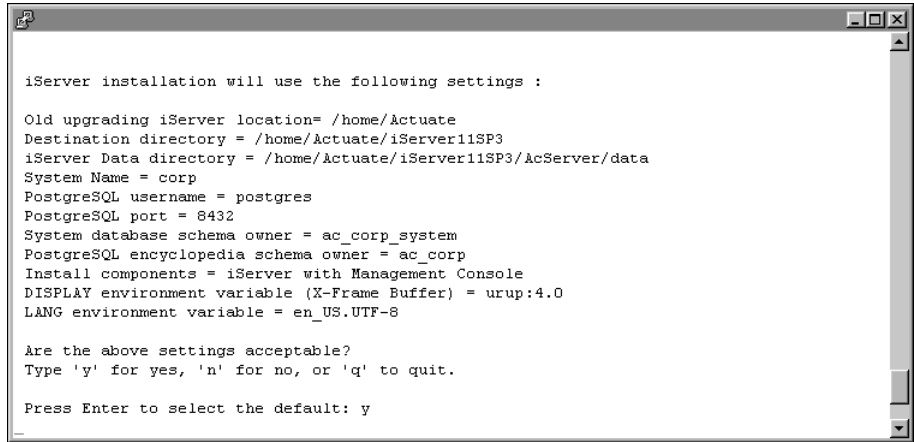 iServer installation will use the following settings :
Old upgrading iServer location= /home/Actuate
Destination directory = /home/Actuate/iServer11SP3
iServer Data directory = /home/Actuate/iServer11SP3/AcServer/data
System Name = corp
PostgreSQL username = postgres
PostgreSQL port = 8432
System database schema owner = ac_corp_system
PostgreSQL encyclopedia schema owner = ac_corp
Install components = iServer with Management Console
DISPLAY environment variable (X-Frame Buffer) = urup:4.0
LANG environment variable = en_US.UTF-8
Are the above settings acceptable?
Type 'y' for yes, 'n' for no, or 'q' to quit.
Press Enter to select the default: y